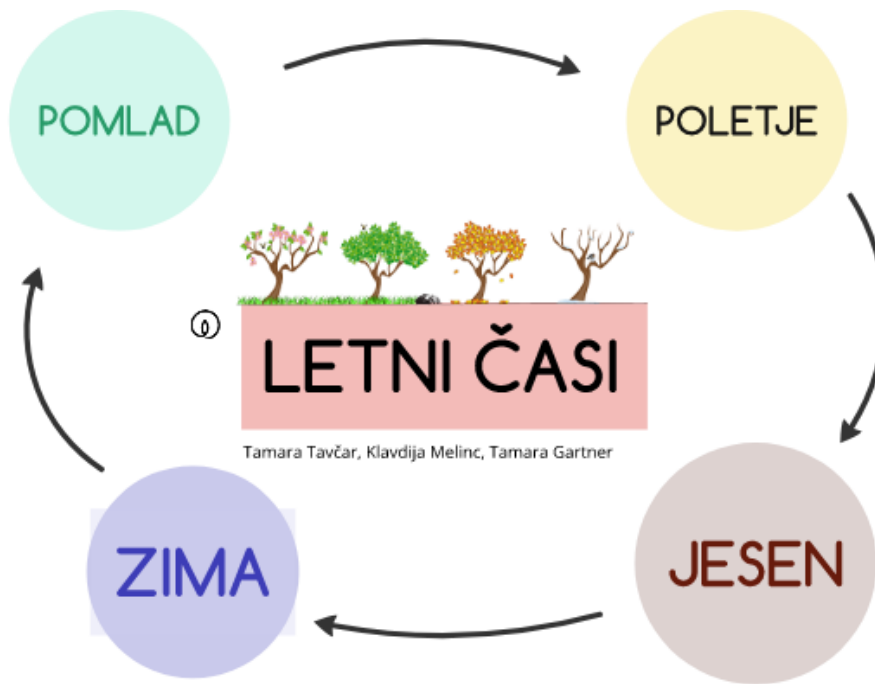 POMLAD
POLETJE
LETNI ČASI
Tamara Tavčar, Klavdija Melinc, Tamara Gartner
ZIMA
JESEN